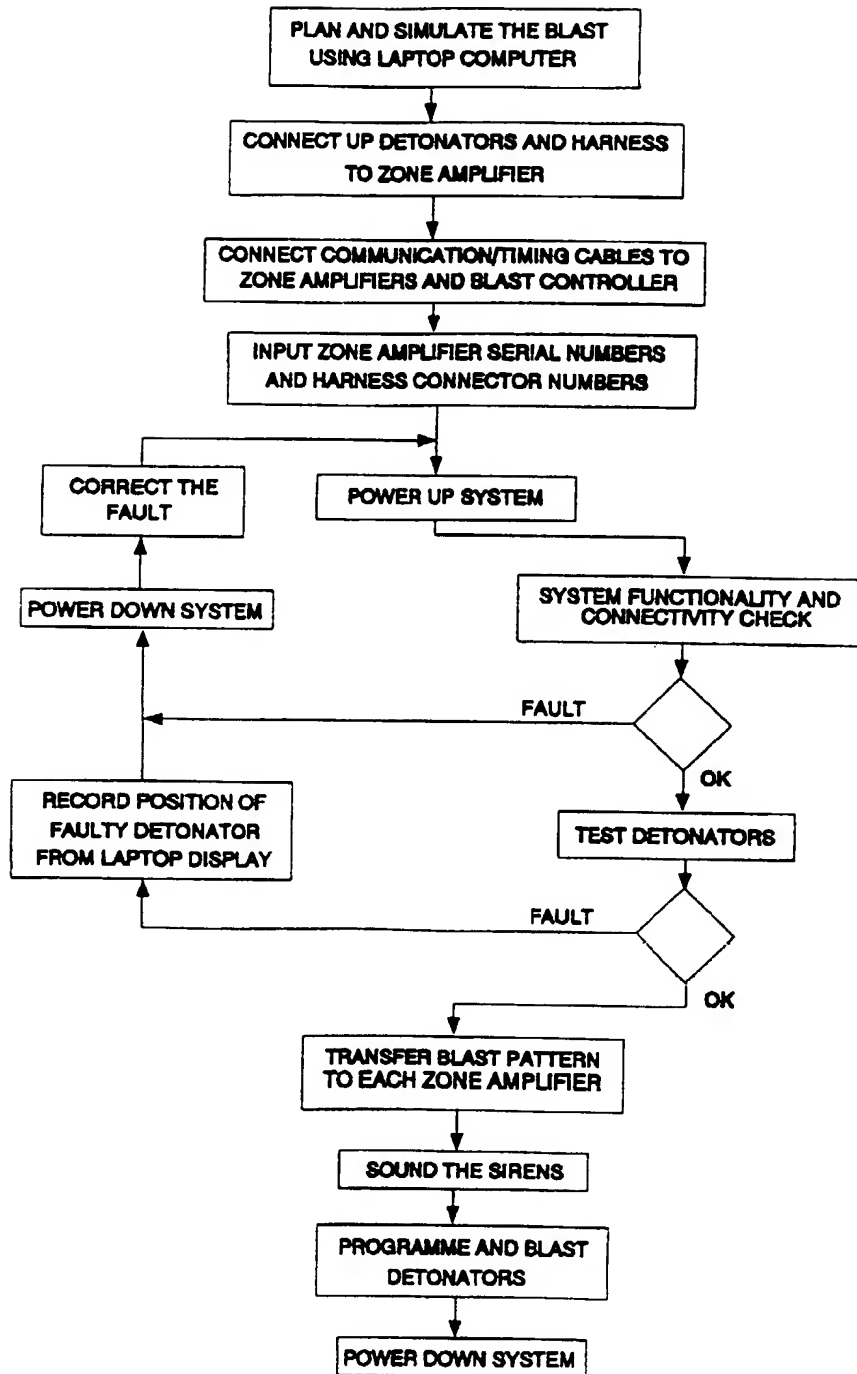 PLAN AND SIMULATE THE BLAST
USING LAPTOP COMPUTER
CONNECT UP DETONATORS AND HARNESS
TO ZONE AMPLIFIER
CONNECT COMMUNICATION/TIMING CABLES TO
ZONE AMPLIFIERS AND BLAST CONTROLLER
INPUT ZONE AMPLIFIER SERIAL NUMBERS
AND HARNESS CONNECTOR NUMBERS
CORRECT THE
FAULT
POWER UP SYSTEM
POWER DOWN SYSTEM
SYSTEM FUNCTIONALITY AND
CONNECTIVITY CHECK
FAULT
OK
RECORD POSITION OF
FAULTY DETONATOR
FROM LAPTOP DISPLAY
TEST DETONATORS
FAULT
OK
TRANSFER BLAST PATTERN
TO EACH ZONE AMPLIFIER
SOUND THE SIRENS
PROGRAMME AND BLAST
DETONATORS
POWER DOWN SYSTEM